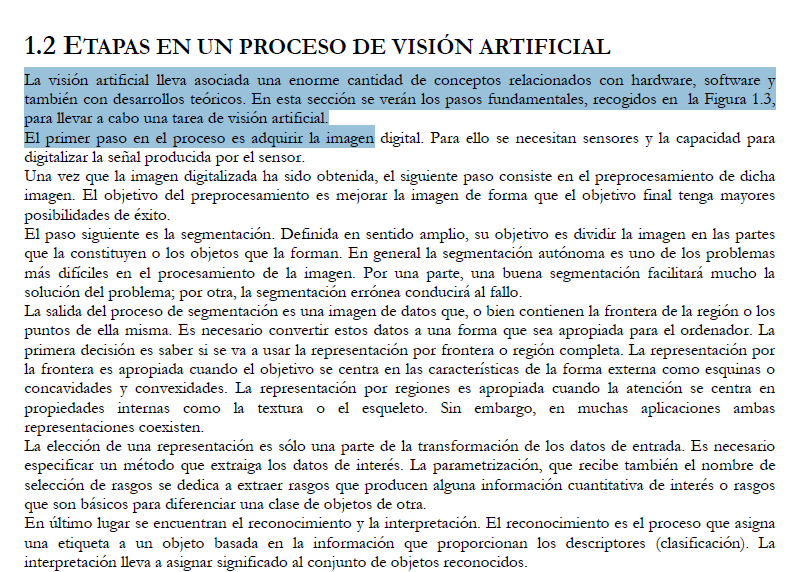 1.2 ETAPAS EN UN PROCESO DE VISIÓN ARTIFICIAL
La visión artificial lleva asociada una enorme cantidad de conceptos relacionados con hardware, software y
también con desarrollos teóricos. En esta sección se verán los pasos fundamentales, recogidos en la Figura 1.3,
para llevar a cabo una tarea de visión artificial.
El primer paso en el proceso es adquirir la imagen digital. Para ello se necesitan sensores y la capacidad para
digitalizar la señal producida por el sensor.
Una vez que la imagen digitalizada ha sido obtenida, el siguiente paso consiste en el preprocesamiento de dicha
imagen. El objetivo del preprocesamiento es mejorar la imagen de forma que el objetivo final tenga mayores
posibilidades de éxito.
El paso siguiente es la segmentación. Definida en sentido amplio, su objetivo es dividir la imagen en las partes
que la constituyen o los objetos que la forman. En general la segmentación autónoma es uno de los problemas
más difíciles en el procesamiento de la imagen. Por una parte, una buena segmentación facilitará mucho la
solución del problema; por otra, la segmentación errónea conducirá al fallo.
La salida del proceso de segmentación es una imagen de datos que, o bien contienen la frontera de la región o los
puntos de ella misma. Es necesario convertir estos datos a una forma que sea apropiada para el ordenador. La
primera decisión es saber si se va a usar la representación por frontera o región completa. La representación por
la frontera es apropiada cuando el objetivo se centra en las características de la forma externa como esquinas o
concavidades y convexidades. La representación por regiones es apropiada cuando la atención se centra en
propiedades internas como la textura o el esqueleto. Sin embargo, en muchas aplicaciones ambas
representaciones coexisten.
La elección de una representación es sólo una parte de la transformación de los datos de entrada. Es necesario
especificar un método que extraiga los datos de interés. La parametrización, que recibe también el nombre de
selección de rasgos se dedica a extraer rasgos que producen alguna información cuantitativa de interés o rasgos
que son básicos para diferenciar una clase de objetos de otra.
En último lugar se encuentran el reconocimiento y la interpretación. El reconocimiento es el proceso que asigna
una etiqueta a un objeto basada en la información que proporcionan los descriptores (clasificación). La
interpretación lleva a asignar significado al conjunto de objetos reconocidos.